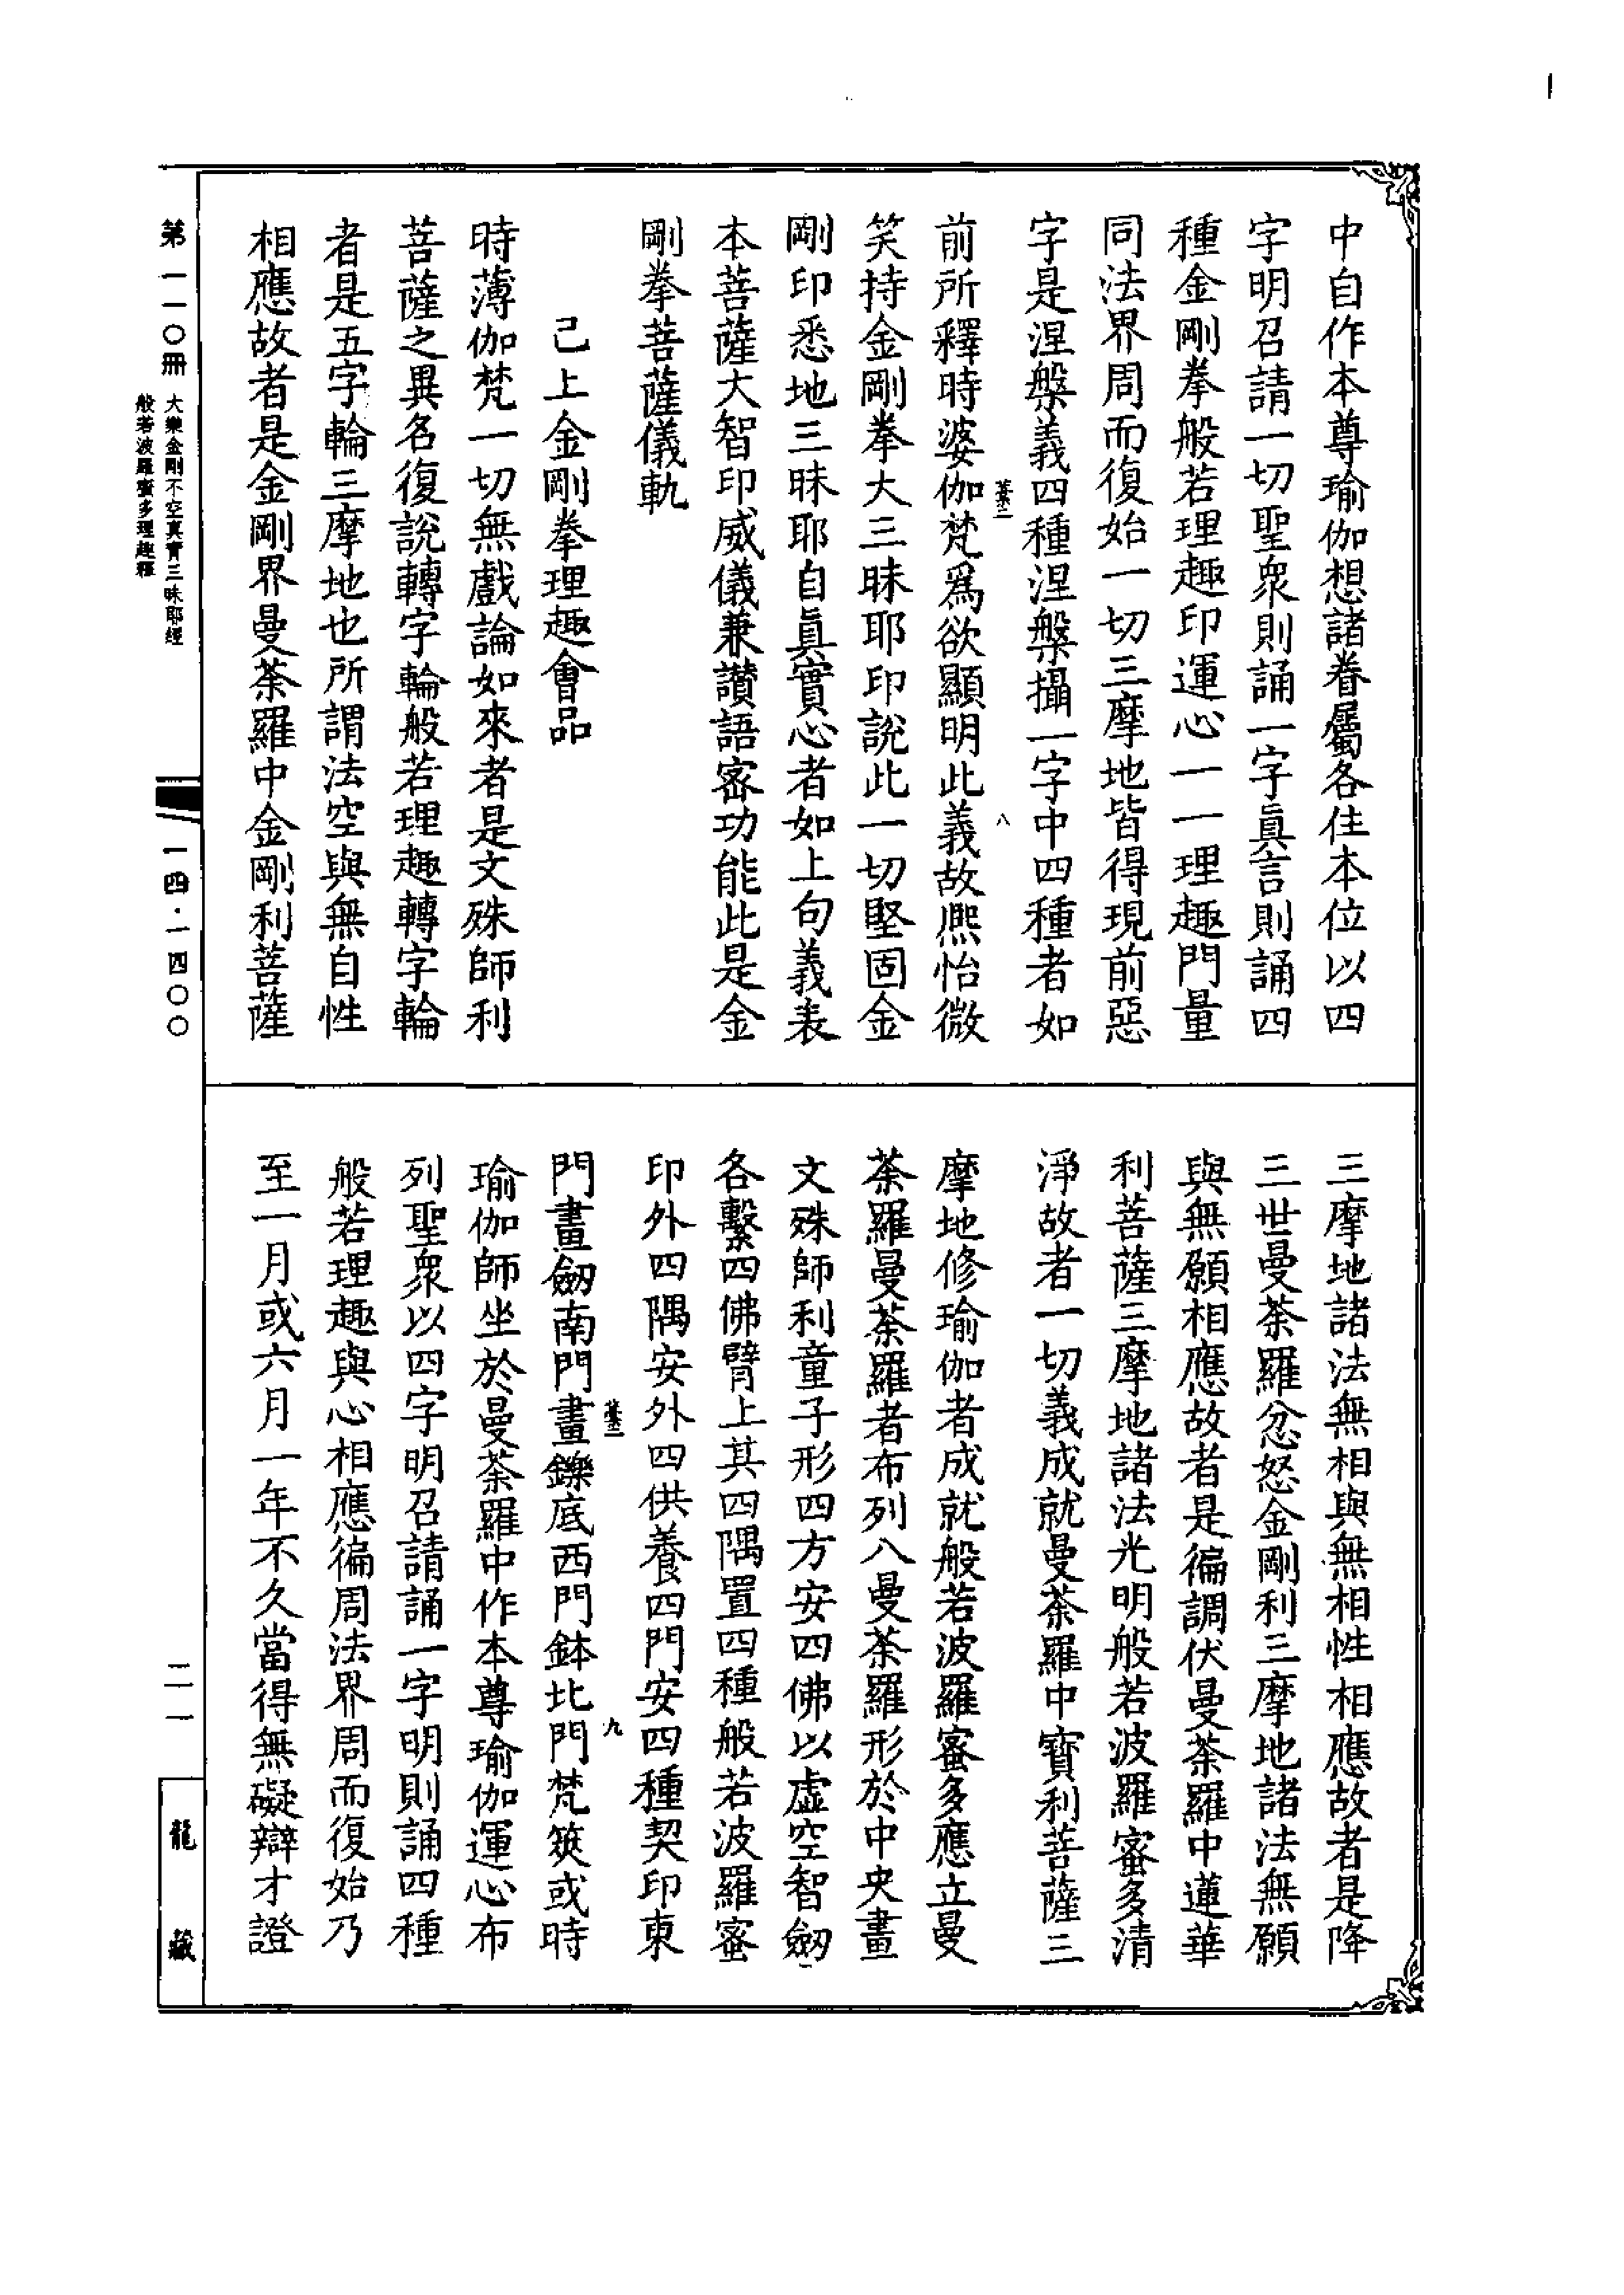 中自作本尊瑜伽想諸眷屬各住本位以四
字明召請一切聖衆則誦一字眞言則誦四
種金剛拳般若理趣印運心一一理趣門量
同法界周而復始一切三摩地皆得現前惡
字是涅槃義四種涅槃攝一字中四種者如
八
前所釋時婆伽梵爲欲顯明此義故熈怡微
笑持金剛拳大三昧耶印說此一切堅固金
剛印悉地三昧耶自眞實心者如上句義表
本菩薩大智印威儀兼讃語密功能此是金
剛拳菩薩儀軌
己上金剛拳理趣會品
時薄伽梵一切無戲論如來者是文殊師利
菩薩之異名復說轉字輪般若理趣轉字輪
者是五字輪三摩地也所謂法空與無自性
相應故者是金剛界曼荼羅中金剛利菩薩
三摩地諸法無相與無相性相應故者是降
三世曼荼羅忿怒金剛利三摩地諸法無願
與無願相應故者是徧調伏曼荼羅中蓮華
利菩薩三摩地諸法光明般若波羅蜜多清
淨故者一切義成就曼荼羅中寶利菩薩三
摩地修瑜伽者成就般若波羅蜜多應立曼
荼羅曼荼羅者布列八曼荼羅形於中央畫
文殊師利童子形四方安四佛以虛空智劒
各繫四佛臂上其四隅置四種般若波羅蜜
印外四隅安外四供養四門安四種契印東
九
門畫劒南門畫鑠底西門鉢北門梵筴或時
瑜伽師坐於曼荼羅中作本尊瑜伽運心布
列聖衆以四字明召請誦一字明則誦四種
般若理趣與心相應徧周法界周而復始乃
至一月或六月一年不久當得無礙辯才證
第一一〇冊
大樂金剛不空真實三昧耶經
般若波羅蜜多理趣釋
一四·一四〇〇
二一
龍藏